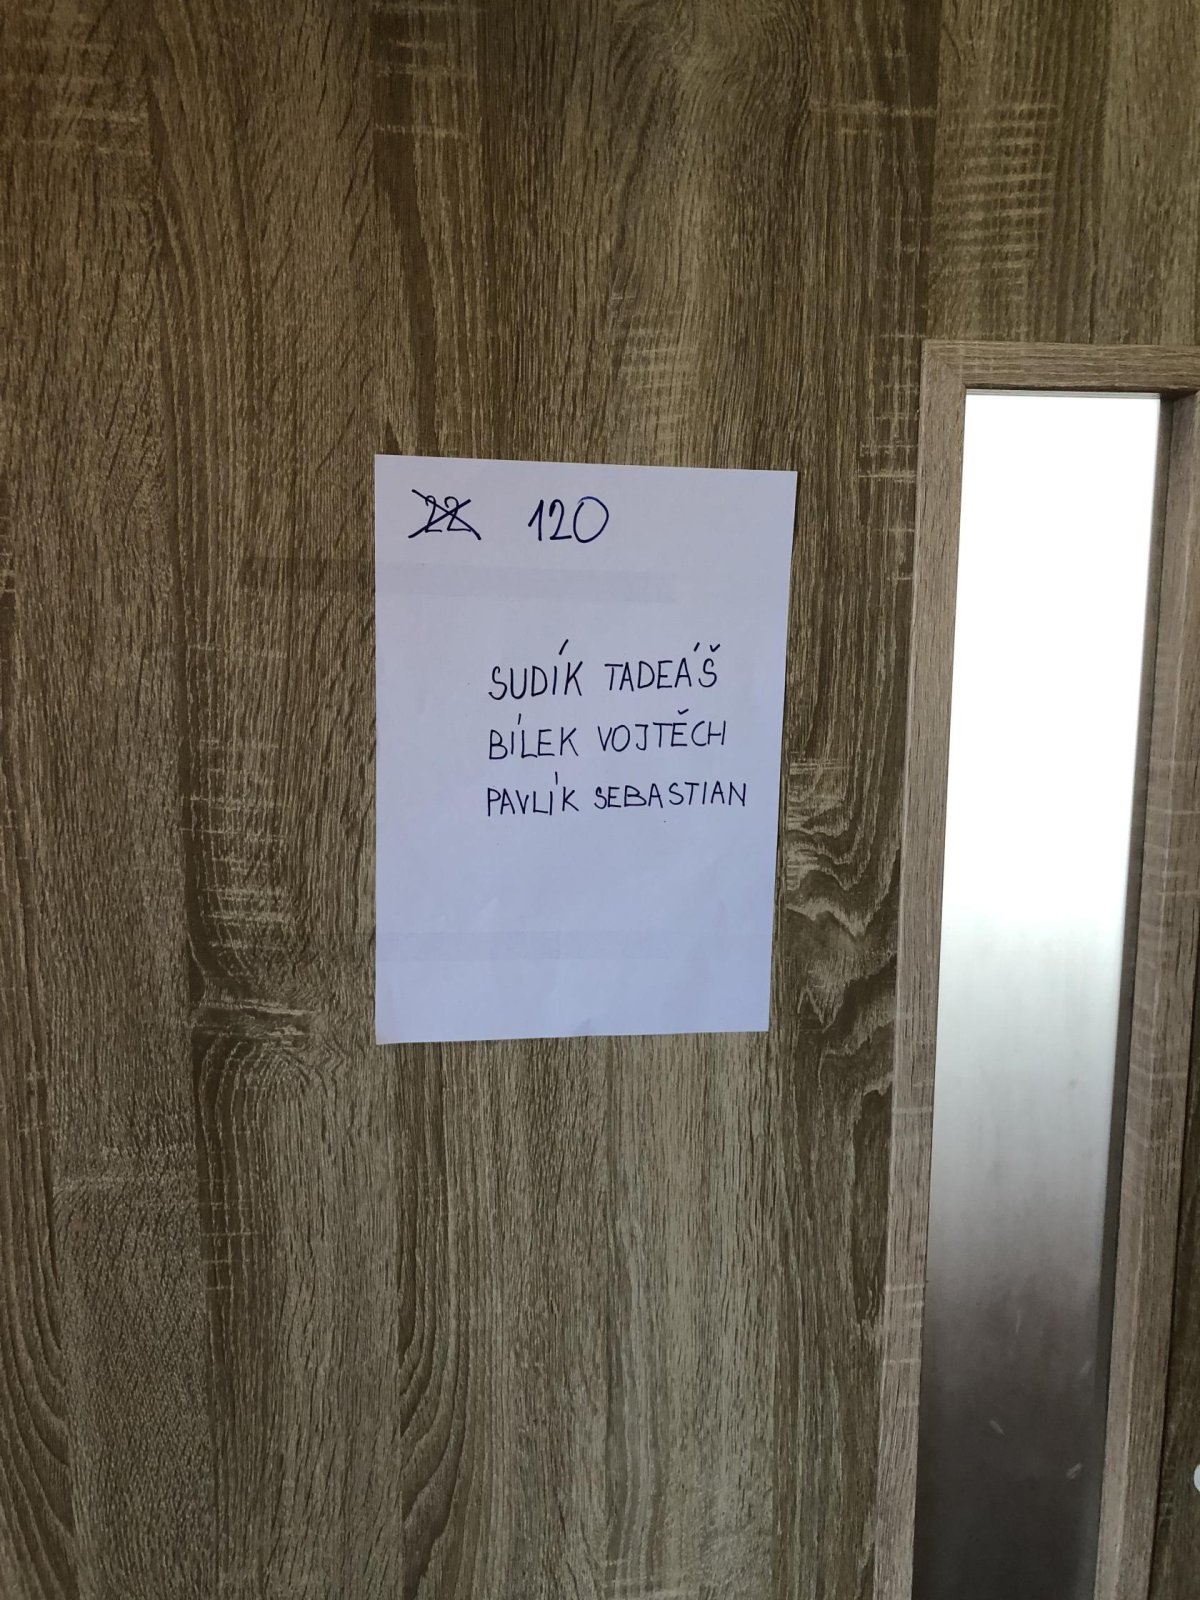 22 120
SUDÍK TADEÁŠ
BÍLEK VOJTĚCH
PAVLÍK SEBASTIAN